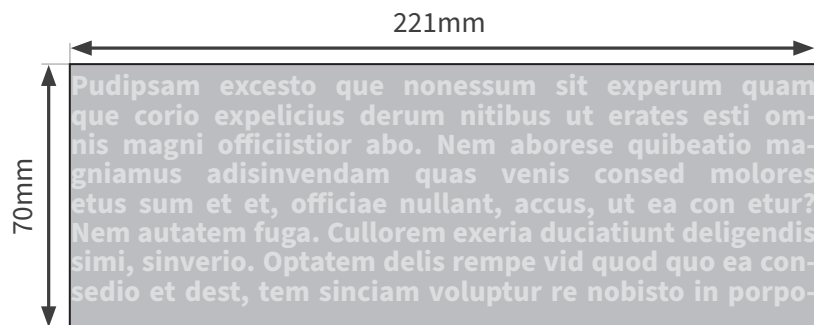 221mm
70mm
Pudipsam excesto que nonessum sit experum quam
que corio expelicius derum nitibus ut erates esti om-
nis magni officiistior abo. Nem aborese quibeatio ma-
gniamus adisinvendam quas venis consed molores
etus sum et et, officiae nullant, accus, ut ea con etur?
Nem autatem fuga. Cullorem exeria duciatiunt deligendis
simi, sinverio. Optatem delis rempe vid quod quo ea con-
sedio et dest, tem sinciam voluptur re nobisto in porpo-